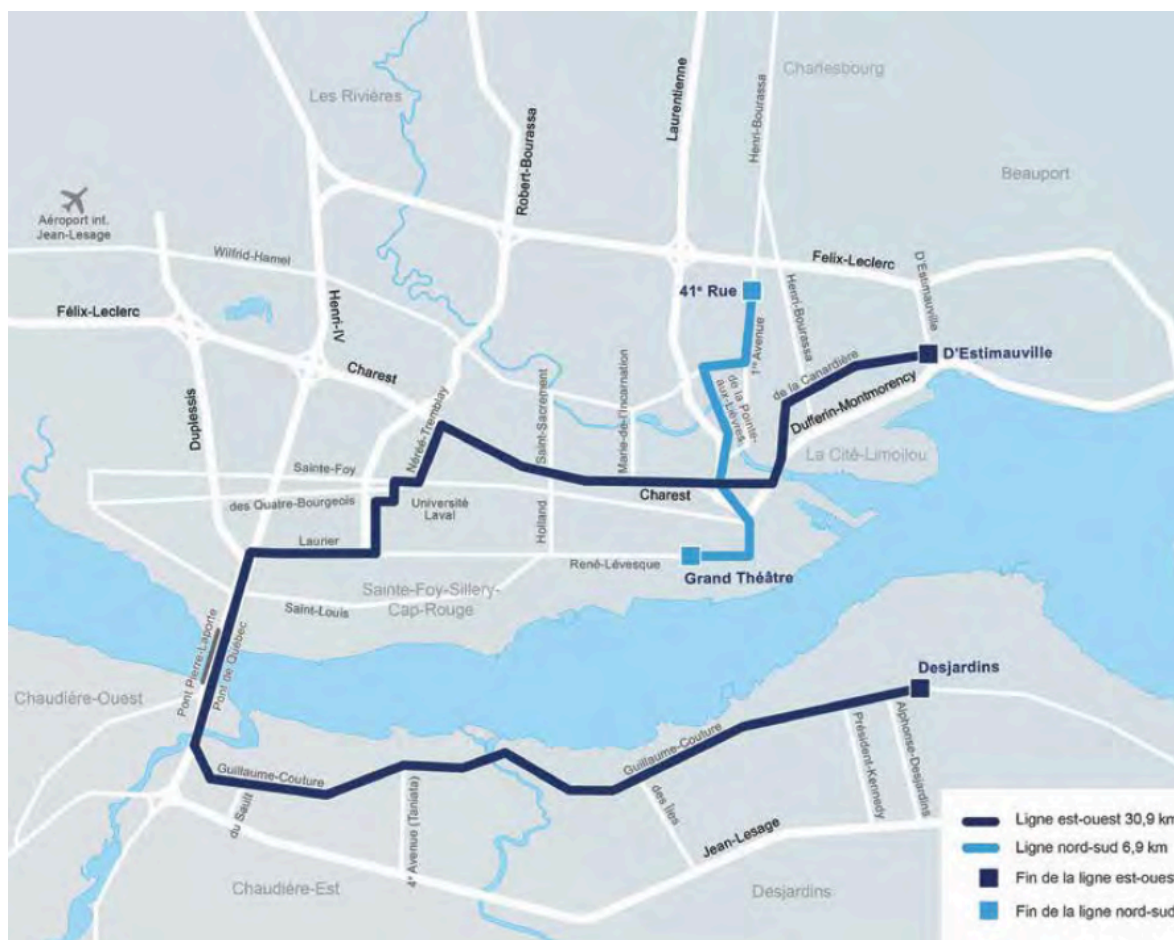 Charlesbourg
Les Rivières
Laurentienne
Henri-Bourassa
Robert-Bourassa
Beauport
Aéroport int.
Jean-Lesage
Wilfrid-Hamel
Felix-Leclerc
D'Estimauville
41e Rue
Henri-Bourassa
Félix-Leclerc
Henri-IV
1re Avenue
D'Estimauville
Charest
de la Canardière
Duplessis
Néréé-Tremblay
Saint-Sacrement
Marie-de-l'Incarnation
de la Pointe-
aux-Lièvres
Dufferin-Montmorency
La Cité-Limoilou
Sainte-Foy
des Quatre-Bourgeois
Université
Laval
Charest
Holland
Laurier
René-Lévesque
Grand Théâtre
Sainte-Foy-Sillery-
Cap-Rouge
Saint-Louis
Pont Pierre-Laporte
Pont de Québec
Chaudière-Ouest
Desjardins
Guillaume-Couture
Guillaume-Couture
Président-Kennedy
Alphonse-Desjardins
du Sault
4e Avenue (Taniata)
des Îles
Jean-Lesage
Chaudière-Est
Desjardins
Ligne est-ouest 30,9 km
Ligne nord-sud 6,9 km
Fin de la ligne est-ouest
Fin de la ligne nord-sud